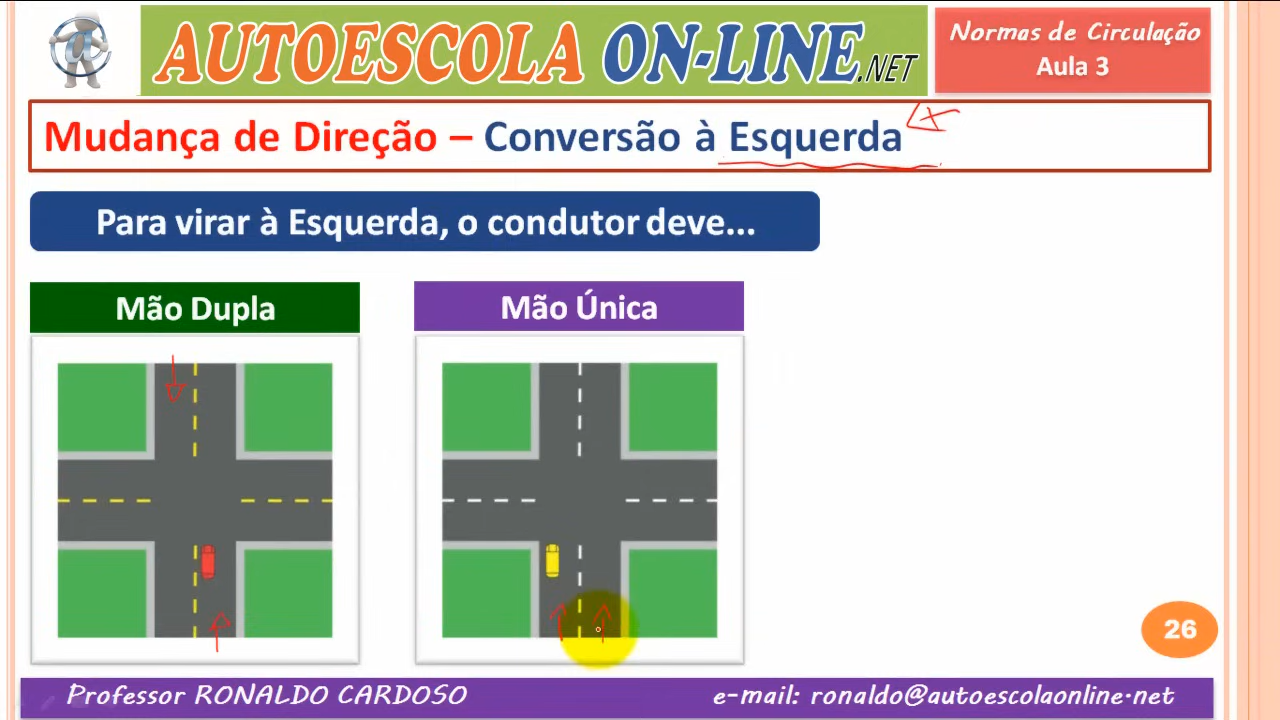 AUTOESCOLA ON-LINE.NET
Normas de Circulação
Aula 3
Mudança de Direção – Conversão à Esquerda
Para virar à Esquerda, o condutor deve...
Mão Dupla
Mão Única
26
Professor RONALDO CARDOSO
e-mail: ronaldo@autoescolaonline.net